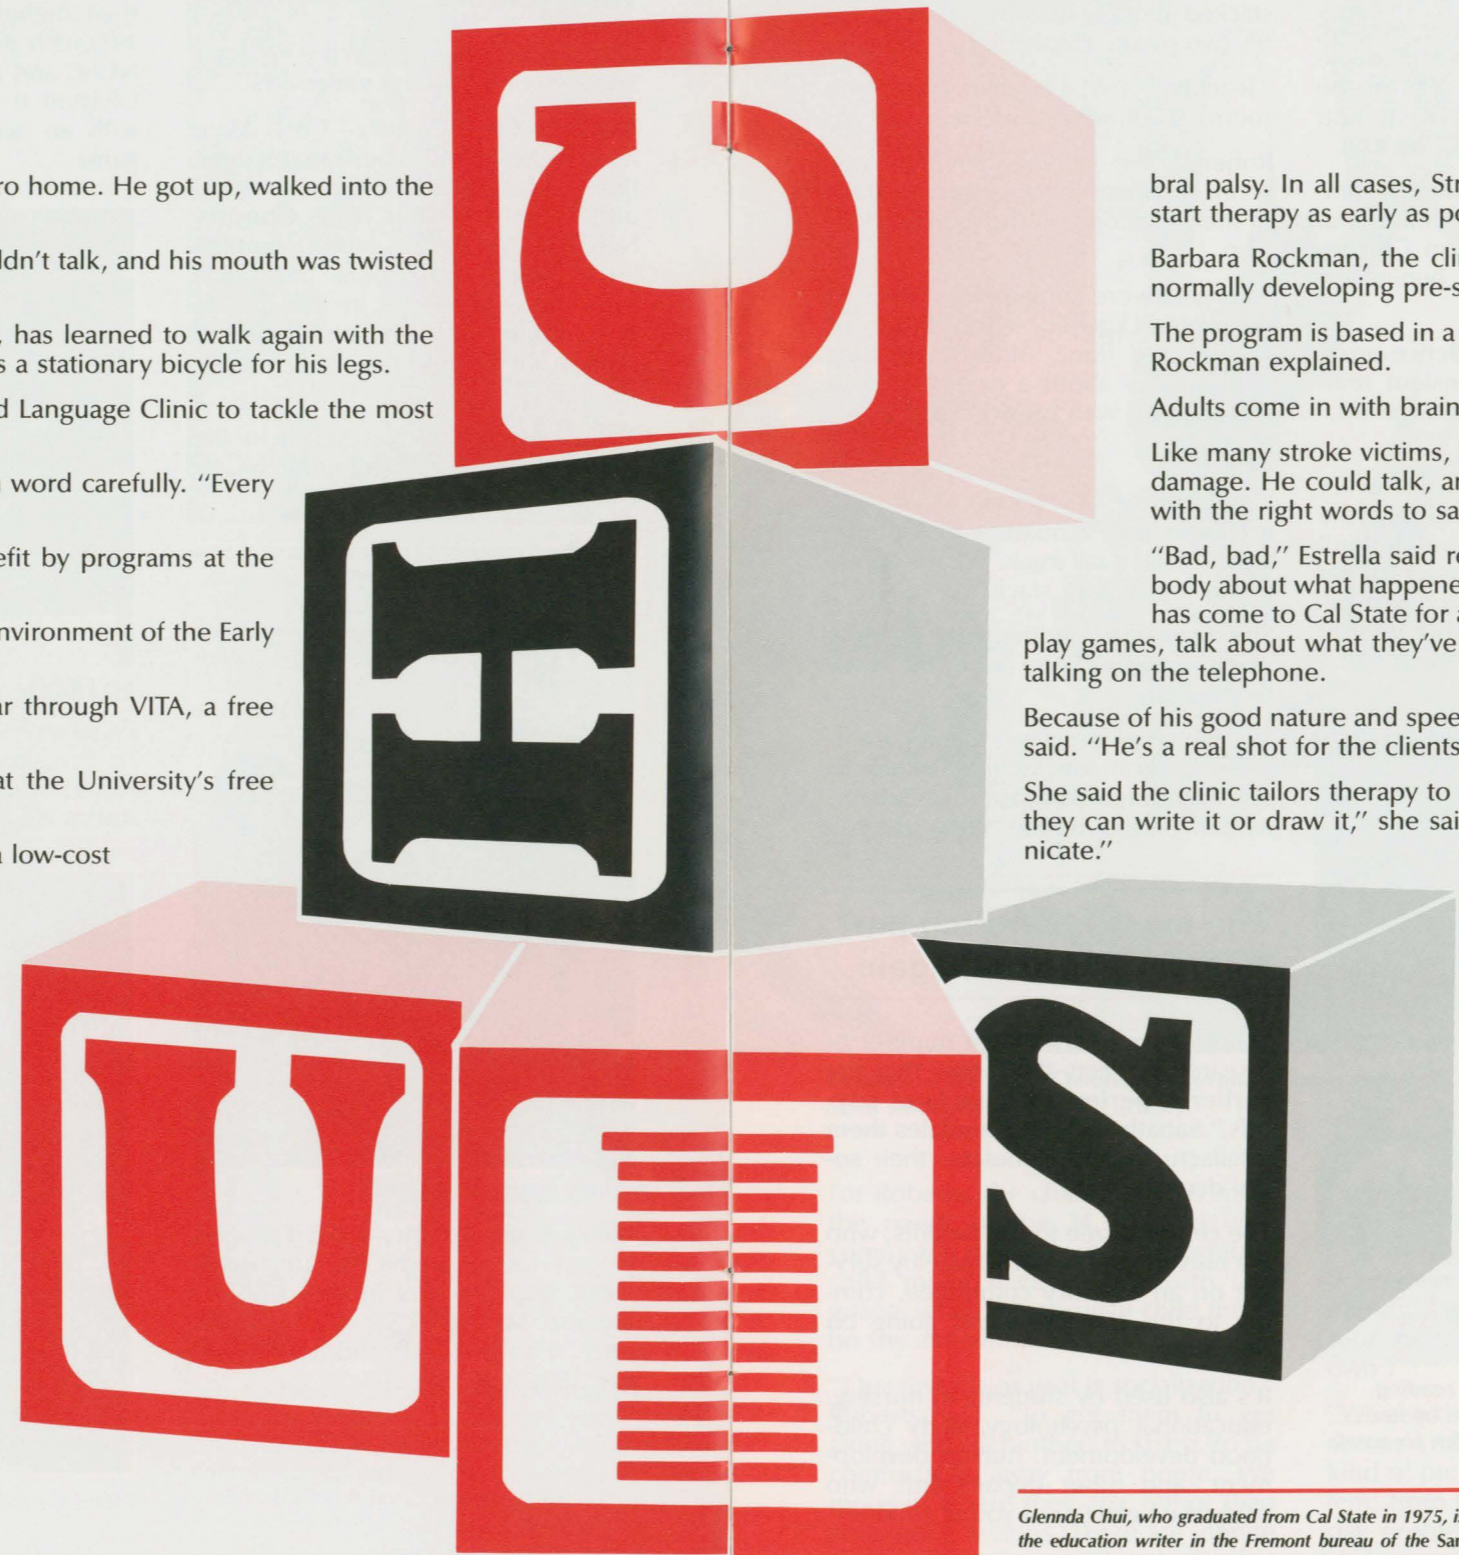 ro home. He got up, walked into the
ldn't talk, and his mouth was twisted
, has learned to walk again with the
s a stationary bicycle for his legs.
d Language Clinic to tackle the most
word carefully. "Every
efit by programs at the
nvironment of the Early
ar through VITA, a free
at the University's free
a low-cost
C
H
U
S
bral palsy. In all cases, Str
start therapy as early as po
Barbara Rockman, the cli
normally developing pre-s
The program is based in a
Rockman explained.
Adults come in with brain
Like many stroke victims,
damage. He could talk, an
with the right words to sa
"Bad, bad," Estrella said re
body about what happene
has come to Cal State for a
play games, talk about what they've
talking on the telephone.
Because of his good nature and spee
said. "He's a real shot for the clients
She said the clinic tailors therapy to
they can write it or draw it," she sai
nicate."
Glennda Chui, who graduated from Cal State in 1975, i
the education writer in the Fremont bureau of the San